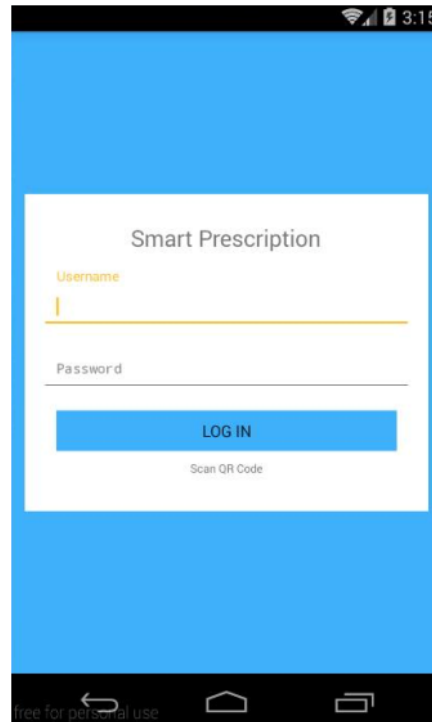 3:15
Smart Prescription
Username
Password
LOG IN
Scan QR Code
free for personal use